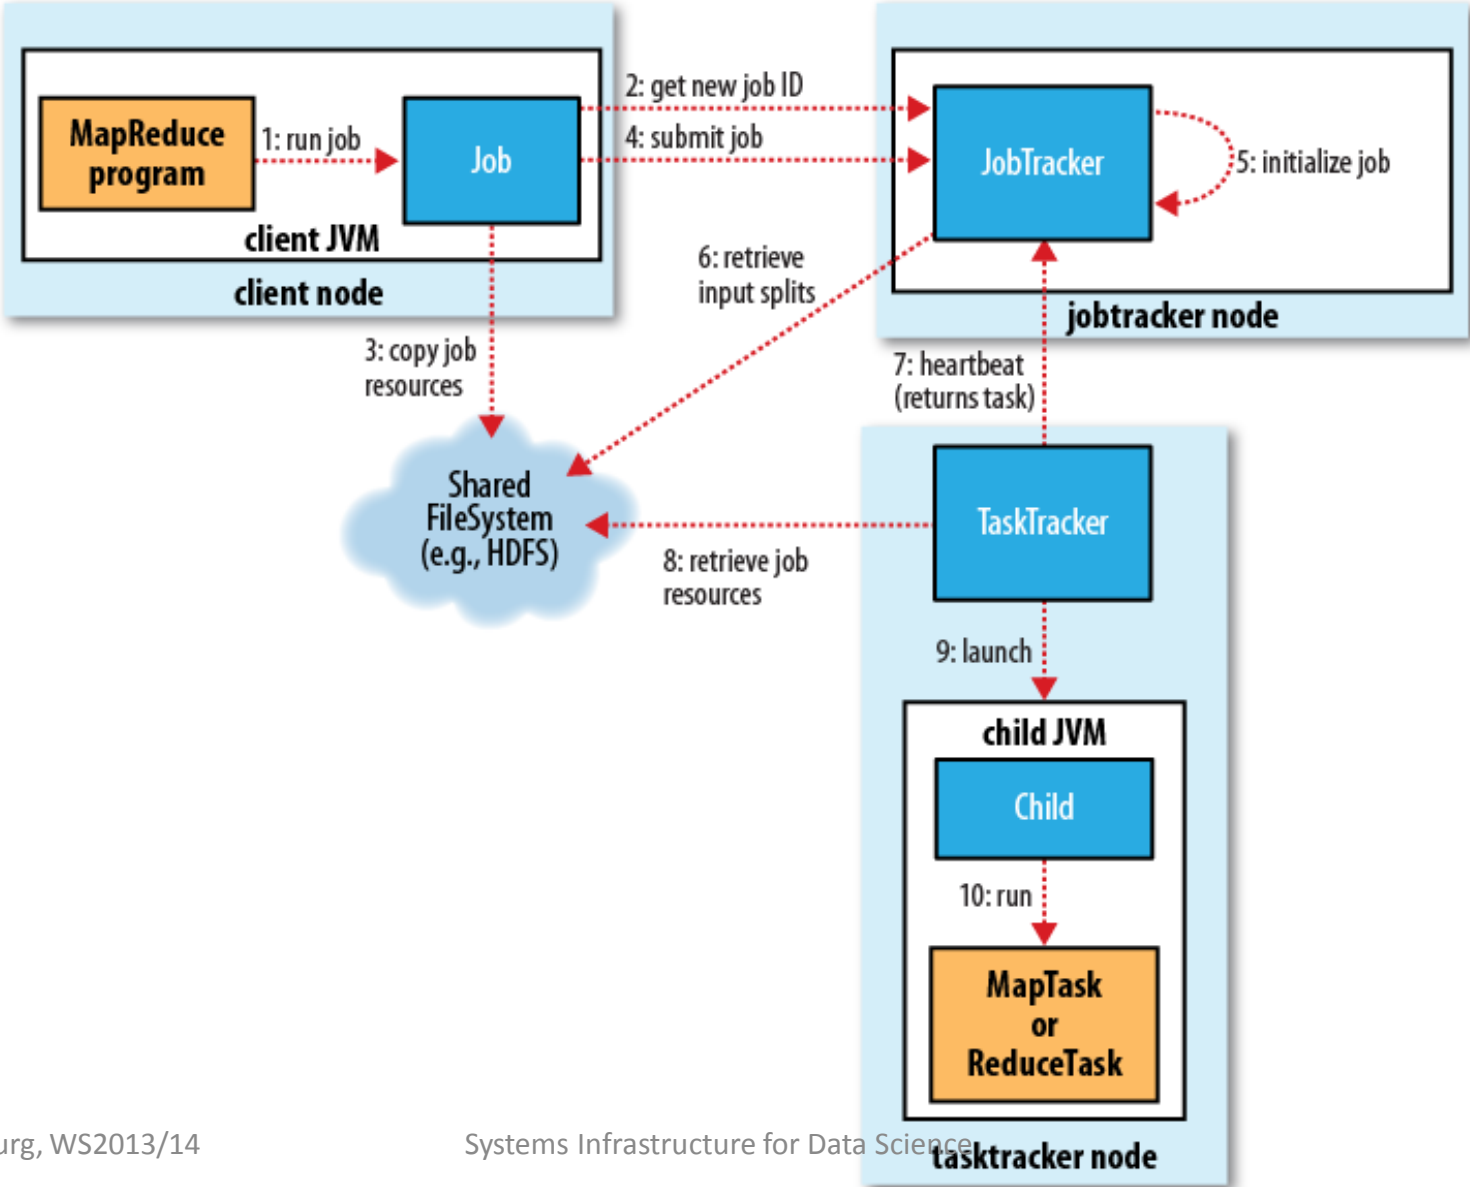 MapReduce
program
1: run job
Job
client JVM
client node
2: get new job ID
4: submit job
JobTracker
5: initialize job
jobtracker node
3: copy job
resources
6: retrieve
input splits
7: heartbeat
(returns task)
Shared
FileSystem
(e.g., HDFS)
8: retrieve job
resources
TaskTracker
9: launch
child JVM
Child
10: run
MapTask
or
ReduceTask
tasktracker node
WS2013/14
Systems Infrastructure for Data Science